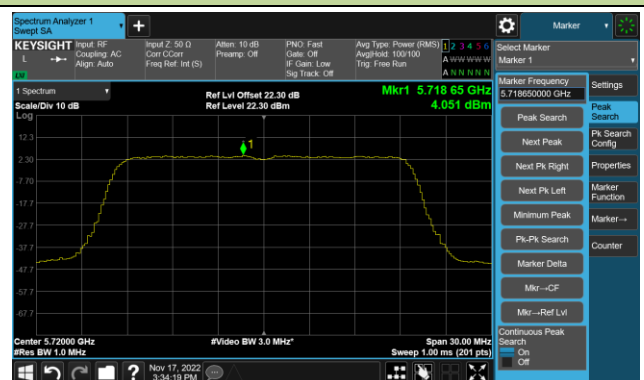 Spectrum Analyzer 1
Swept SA
Marker
KEYSIGHT
L
Input: RF
Coupling: AC
Align: Auto
Input Z: 50 Ω
Corr CCorr
Freq Ref: Int (S)
Atten: 10 dB
Preamp: Off
PNO: Fast
Gate: Off
IF Gain: Low
Sig Track: Off
Avg Type: Power (RMS)
Avg|Hold: 100/100
Trig: Free Run
1 2 3 4 5 6
A W W W W W
A N N N N N
LW
Select Marker
Marker 1
1 Spectrum
Scale/Div 10 dB
Log
Ref Lvl Offset 22.30 dB
Ref Level 22.30 dBm
Mkr1 5.718 65 GHz
4.051 dBm
Marker Frequency
5.718650000 GHz
Peak Search
Next Peak
Next Pk Right
Next Pk Left
Minimum Peak
Pk-Pk Search
Marker Delta
Mkr→CF
Mkr→Ref Lvl
Continuous Peak
Search
On
Off
Settings
Peak
Search
Pk Search
Config
Properties
Marker
Function
Marker→
Counter
1
12.3
2.30
-7.70
-17.7
-27.7
-37.7
-47.7
-57.7
-67.7
Center 5.72000 GHz
#Res BW 1.0 MHz
#Video BW 3.0 MHz*
Span 30.00 MHz
Sweep 1.00 ms (201 pts)
Nov 17, 2022
3:34:19 PM